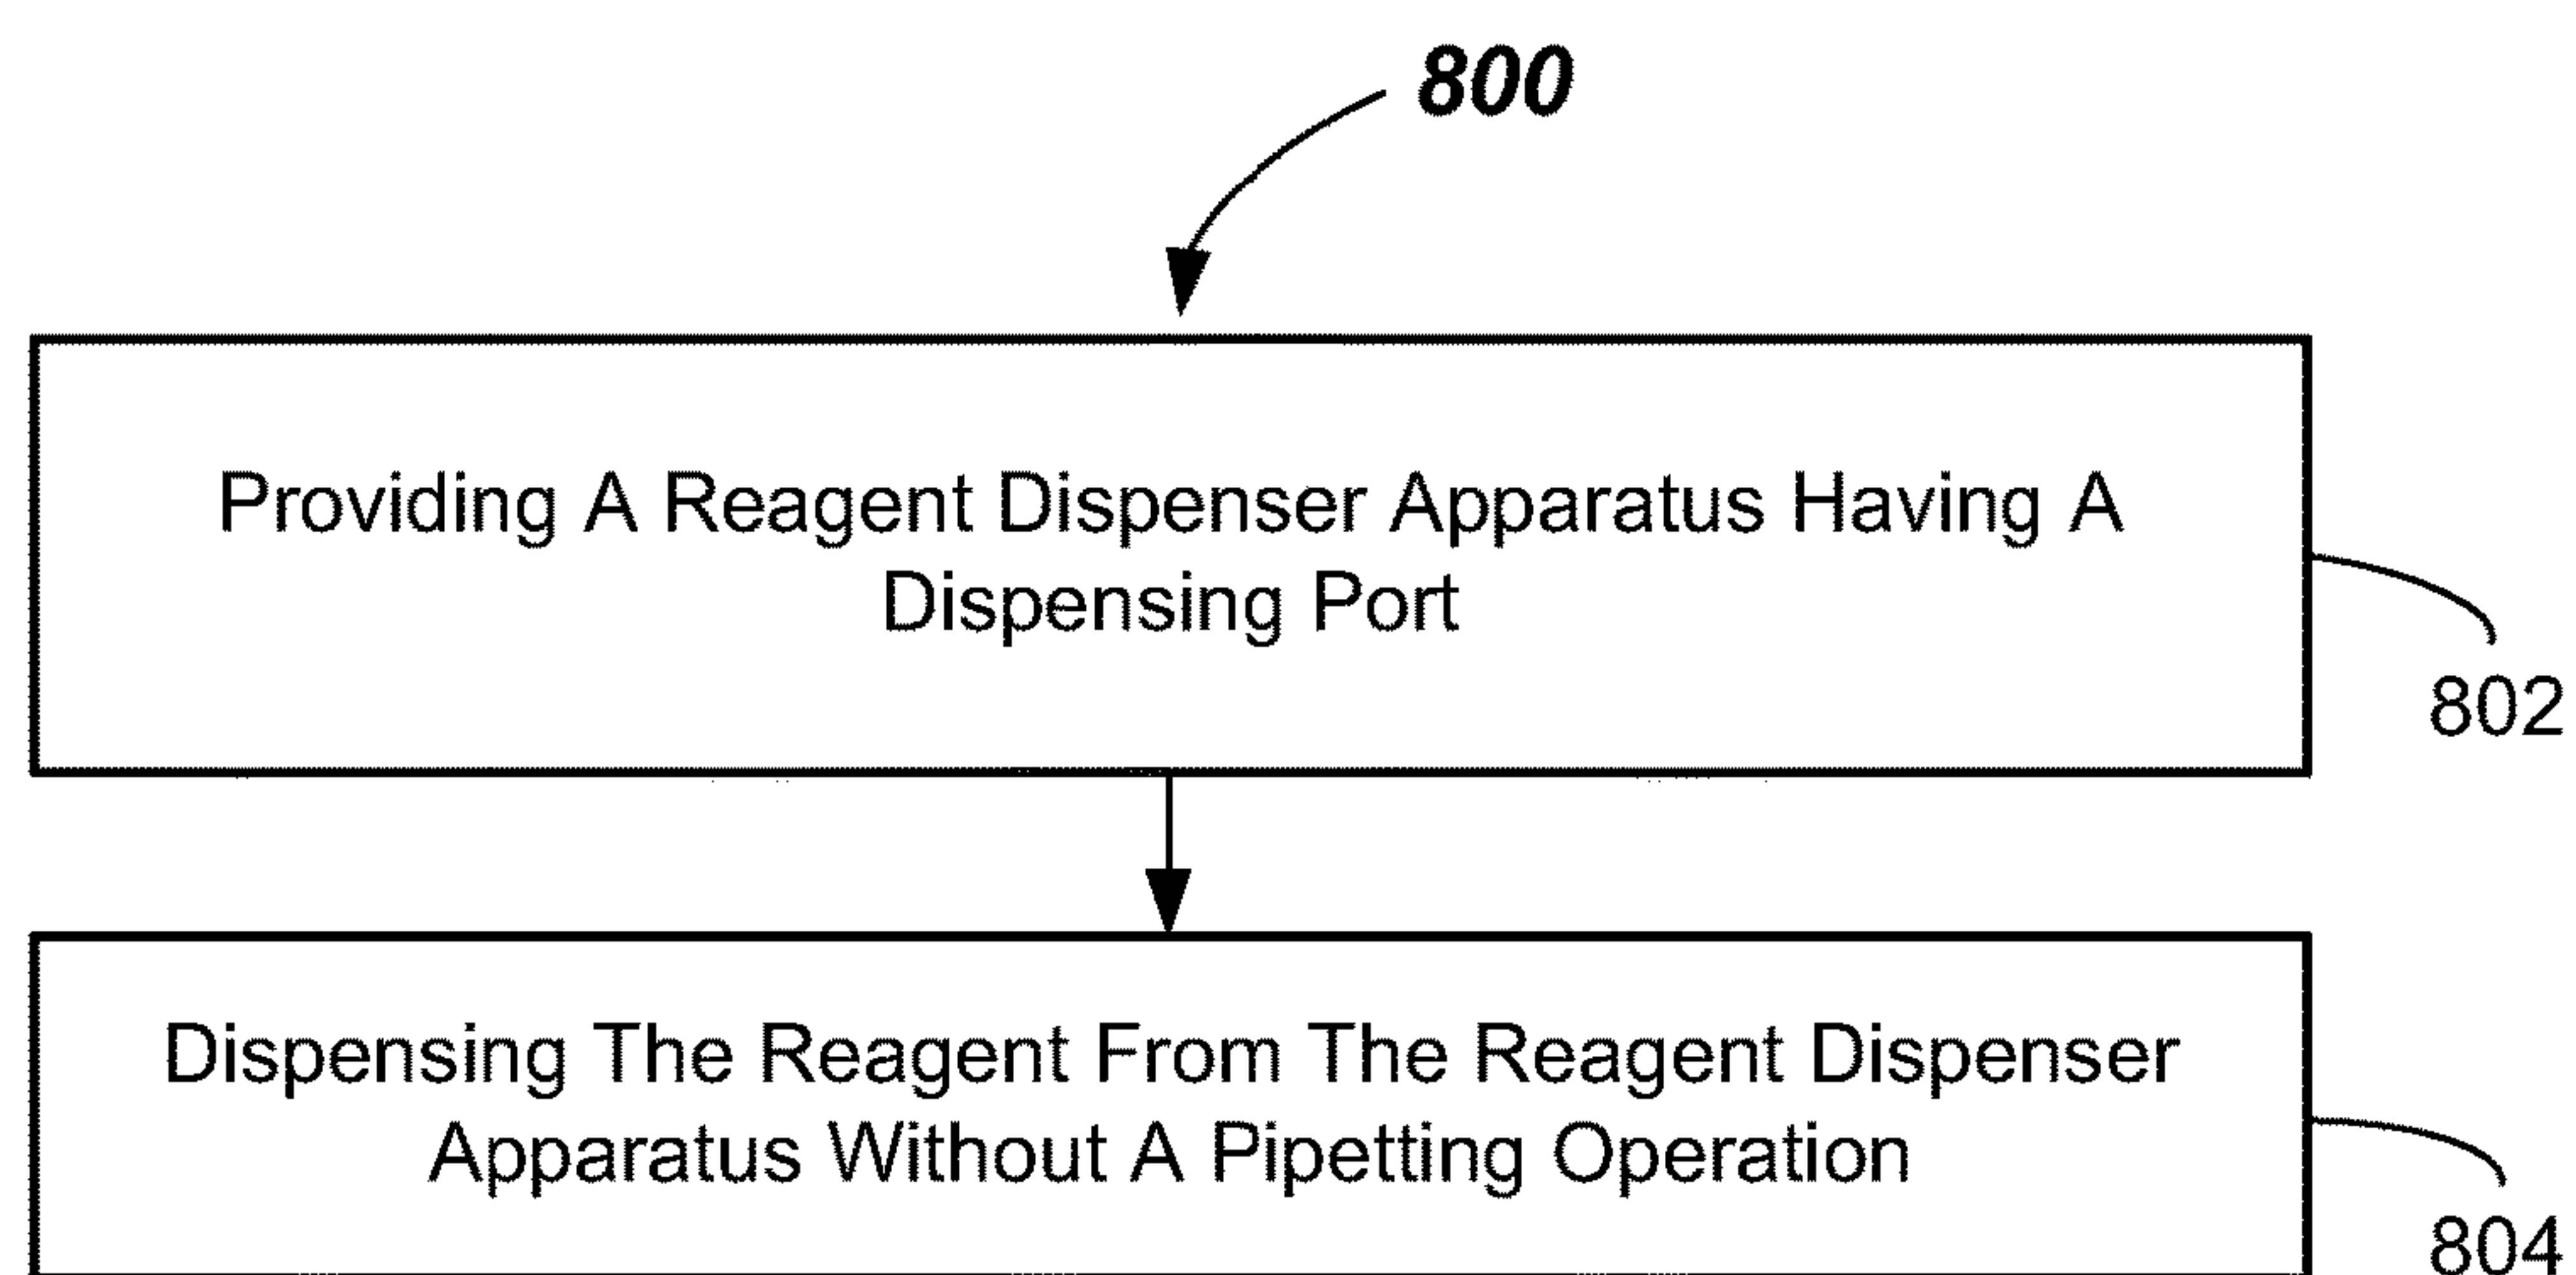 800
Providing A Reagent Dispenser Apparatus Having A
Dispensing Port
802
Dispensing The Reagent From The Reagent Dispenser
Apparatus Without A Pipetting Operation
804